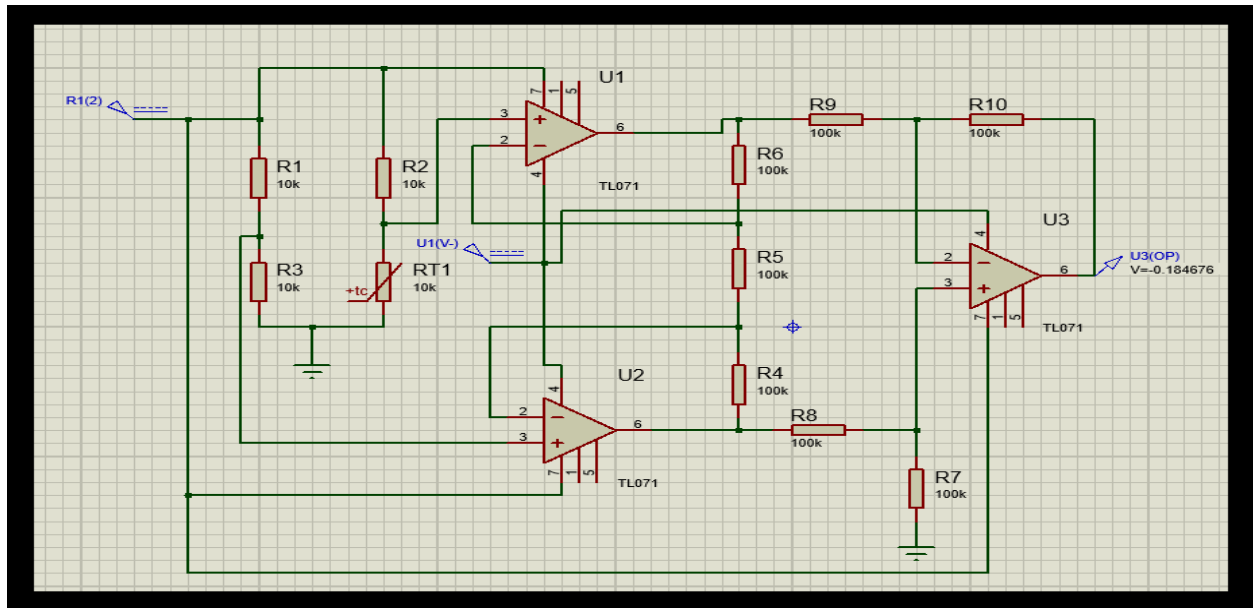 R1(2)
R1
10k
R2
10k
R3
10k
+tc
RT1
10k
U1
7
1
5
3
+
2
−
6
4
TL071
U1(V-)
R9
100k
R10
100k
R6
100k
R5
100k
R4
100k
U2
4
2
−
3
+
6
7
1
5
TL071
R8
100k
R7
100k
U3
4
2
−
3
+
6
7
1
5
TL071
U3(OP)
V=-0.184676